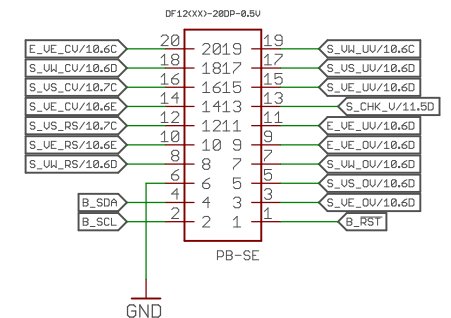 DF12(XX)-20DP-0.5V
E_VE_CV/10.6C 20 2019 19 S_VW_UV/10.6C
S_VW_CV/10.6D 18 1817 17 S_VS_UV/10.6D
S_VS_CV/10.7C 16 1615 15 S_VE_UV/10.6D
S_VE_CV/10.6E 14 1413 13 S_CHK_V/11.5D
S_VS_RS/10.7C 12 1211 11 E_VE_UV/10.6D
S_VE_RS/10.6E 10 10 9 9 E_VE_OV/10.6D
S_VW_RS/10.6D 8 8 7 7 S_VW_OV/10.6D
6 6 5 5 S_VS_OV/10.6D
B_SDA 4 4 3 3 S_VE_OV/10.6D
B_SCL 2 2 1 1 B_RST
PB-SE
GND